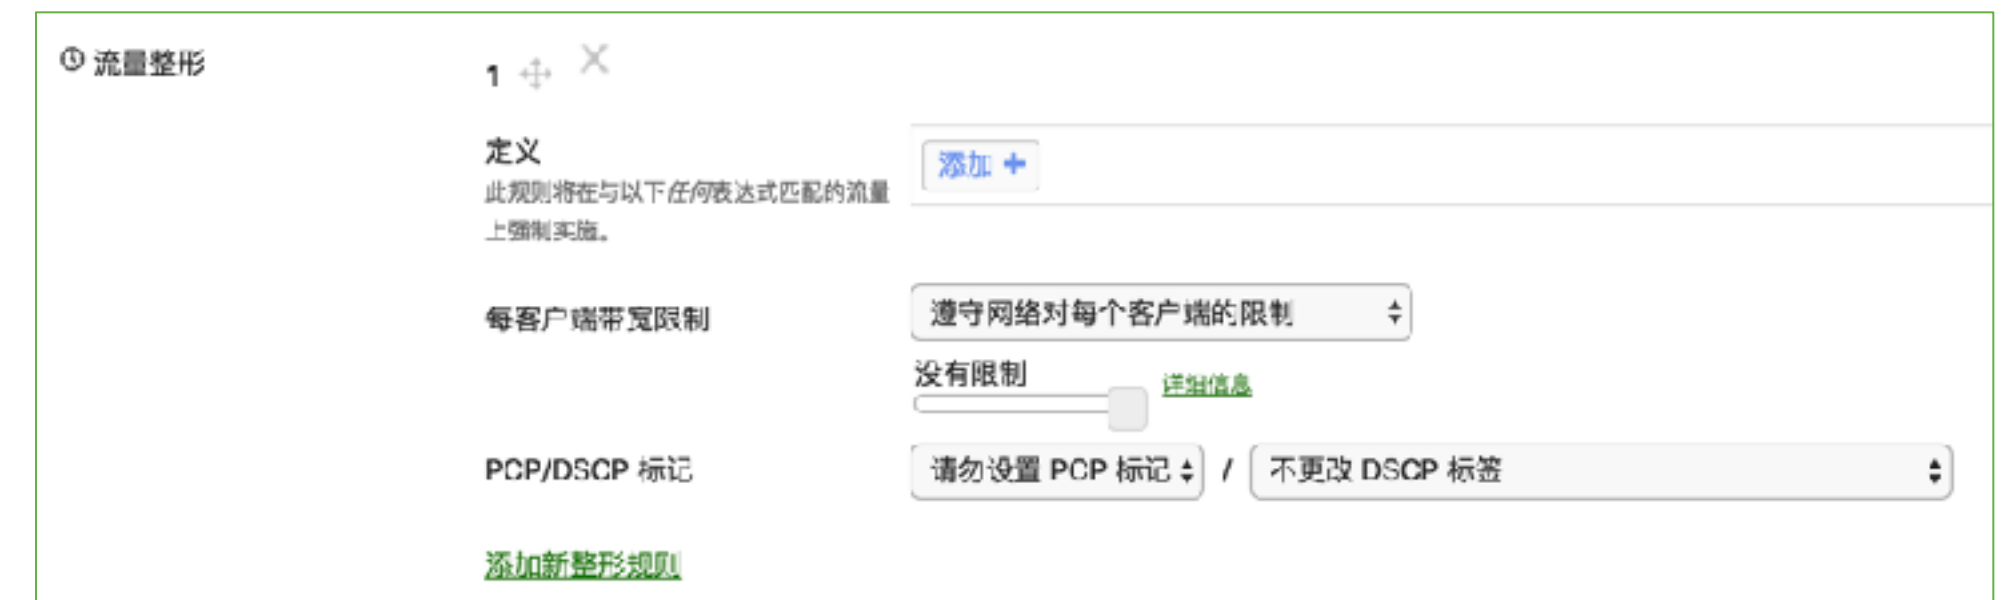 流量整形
1
定义
添加
此规则将在与以下任何表达式匹配的流量
上强制实施。
每客户端带宽限制
遵守网络对每个客户端的限制
没有限制
详细信息
PCP/DSCP 标记
请勿设置 PCP 标记 / 不更改 DSCP 标签
添加新整形规则